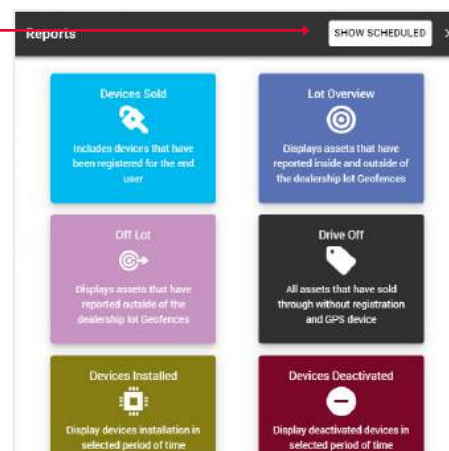 Reports
SHOW SCHEDULED
Devices Sold
Includes devices that have
been registered for the end
user
Lot Overview
Displays assets that have
reported inside and outside of
the dealership lot Geofences
Off Lot
Displays assets that have
reported outside of the
dealership lot Geofences
Drive Off
All assets that have sold
through without registration
and GPS device
Devices Installed
Display devices installation in
selected period of time
Devices Deactivated
Display deactivated devices in
selected period of time